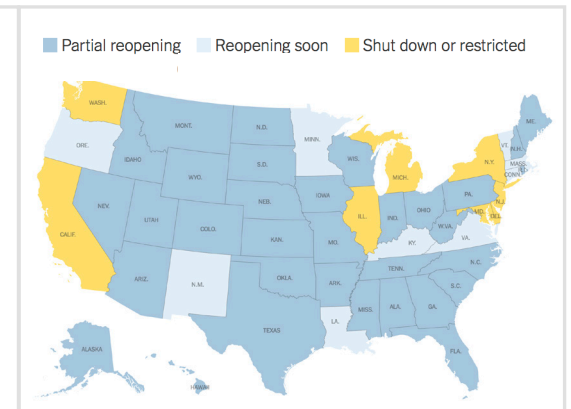 Partial reopening
Reopening soon
Shut down or restricted
WASH.
ORE.
CALIF.
NEV.
IDAHO
MONT.
WYO.
UTAH
COLO.
ARIZ.
N.M.
N.D.
S.D.
NEB.
KAN.
OKLA.
TEXAS
MINN.
IOWA
MO.
ARK.
LA.
WIS.
ILL.
MICH.
IND.
OHIO
KY.
TENN.
MISS.
ALA.
GA.
FLA.
S.C.
N.C.
VA.
W.VA.
PA.
N.Y.
N.J.
MD.
DEL.
CONN.
MASS.
VT.
N.H.
ME.
ALASKA
HAWAII